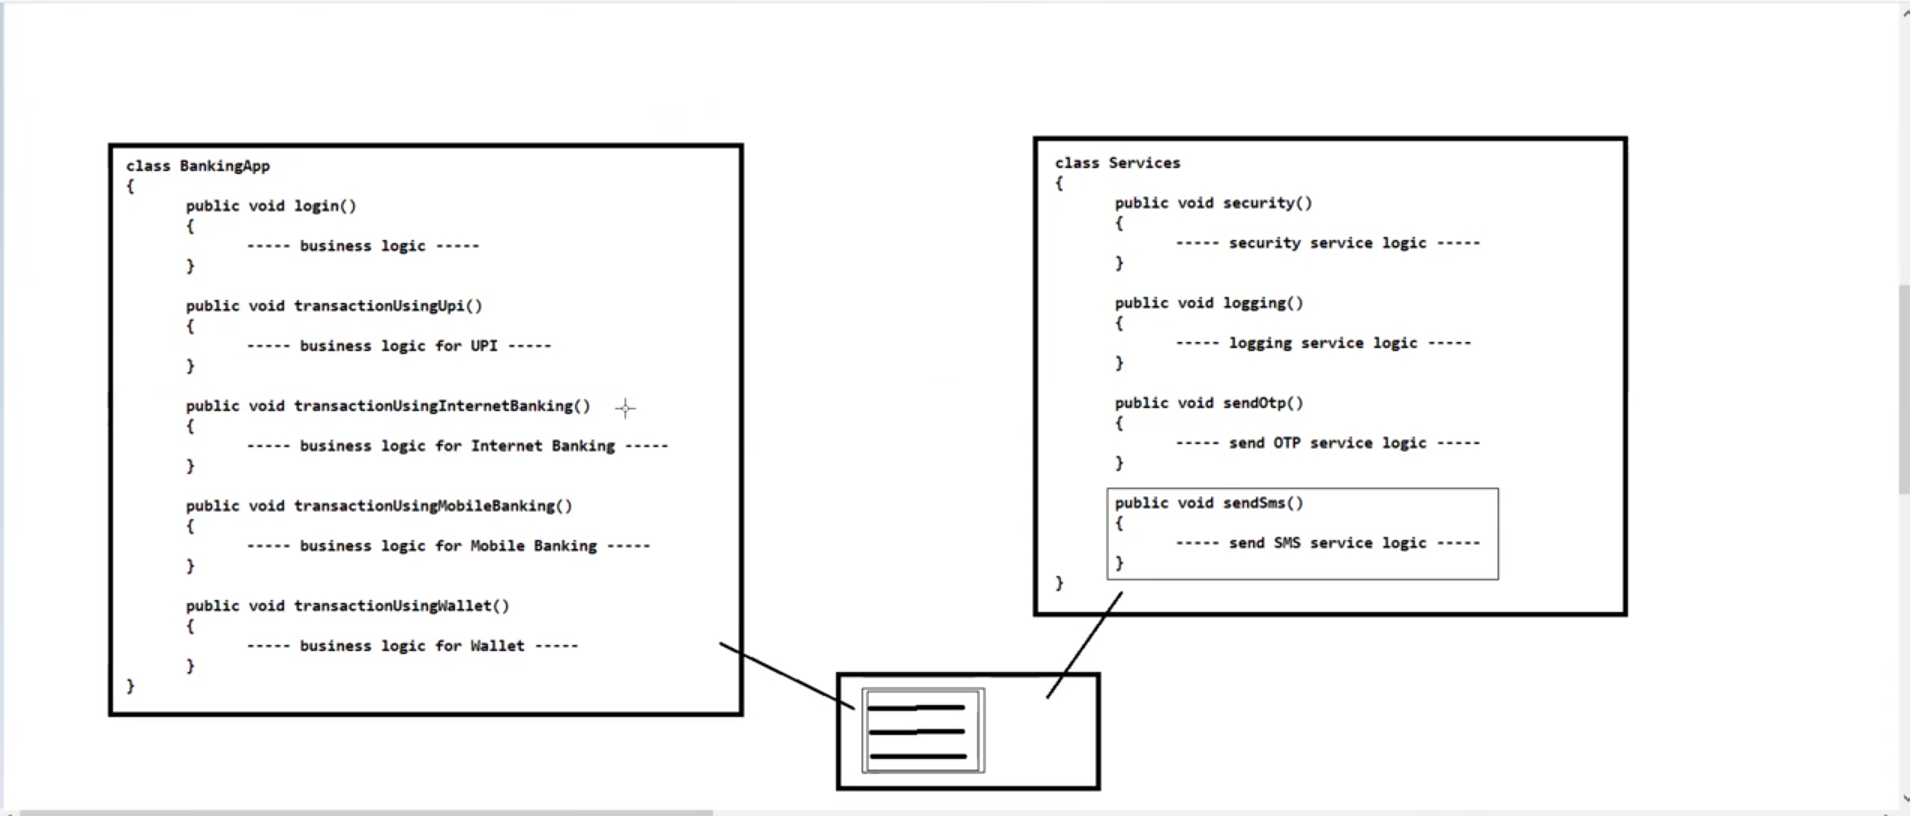 class BankingApp
{
public void login()
{
----- business logic -----
}
public void transactionUsingUpi()
{
----- business logic for UPI -----
}
public void transactionUsingInternetBanking()
{
----- business logic for Internet Banking -----
}
public void transactionUsingMobileBanking()
{
----- business logic for Mobile Banking -----
}
public void transactionUsingWallet()
{
----- business logic for Wallet -----
}
}
class Services
{
public void security()
{
----- security service logic -----
}
public void logging()
{
----- logging service logic -----
}
public void sendOtp()
{
----- send OTP service logic -----
}
public void sendSms()
{
----- send SMS service logic -----
}
}